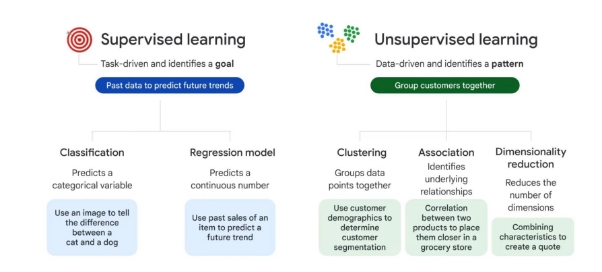 Supervised learning
Task-driven and identifies a goal
Past data to predict future trends
Classification
Predicts a
categorical variable
Use an image to tell
the difference
between a
cat and a dog
Regression model
Predicts a
continuous number
Use past sales of an
item to predict a
future trend
Unsupervised learning
Data-driven and identifies a pattern
Group customers together
Clustering
Groups data
points together
Use customer
demographics to
determine
customer
segmentation
Association
Identifies
underlying
relationships
Correlation
between two
products to place
them closer in a
grocery store
Dimensionality
reduction
Reduces the
number of
dimensions
Combining
characteristics to
create a quote